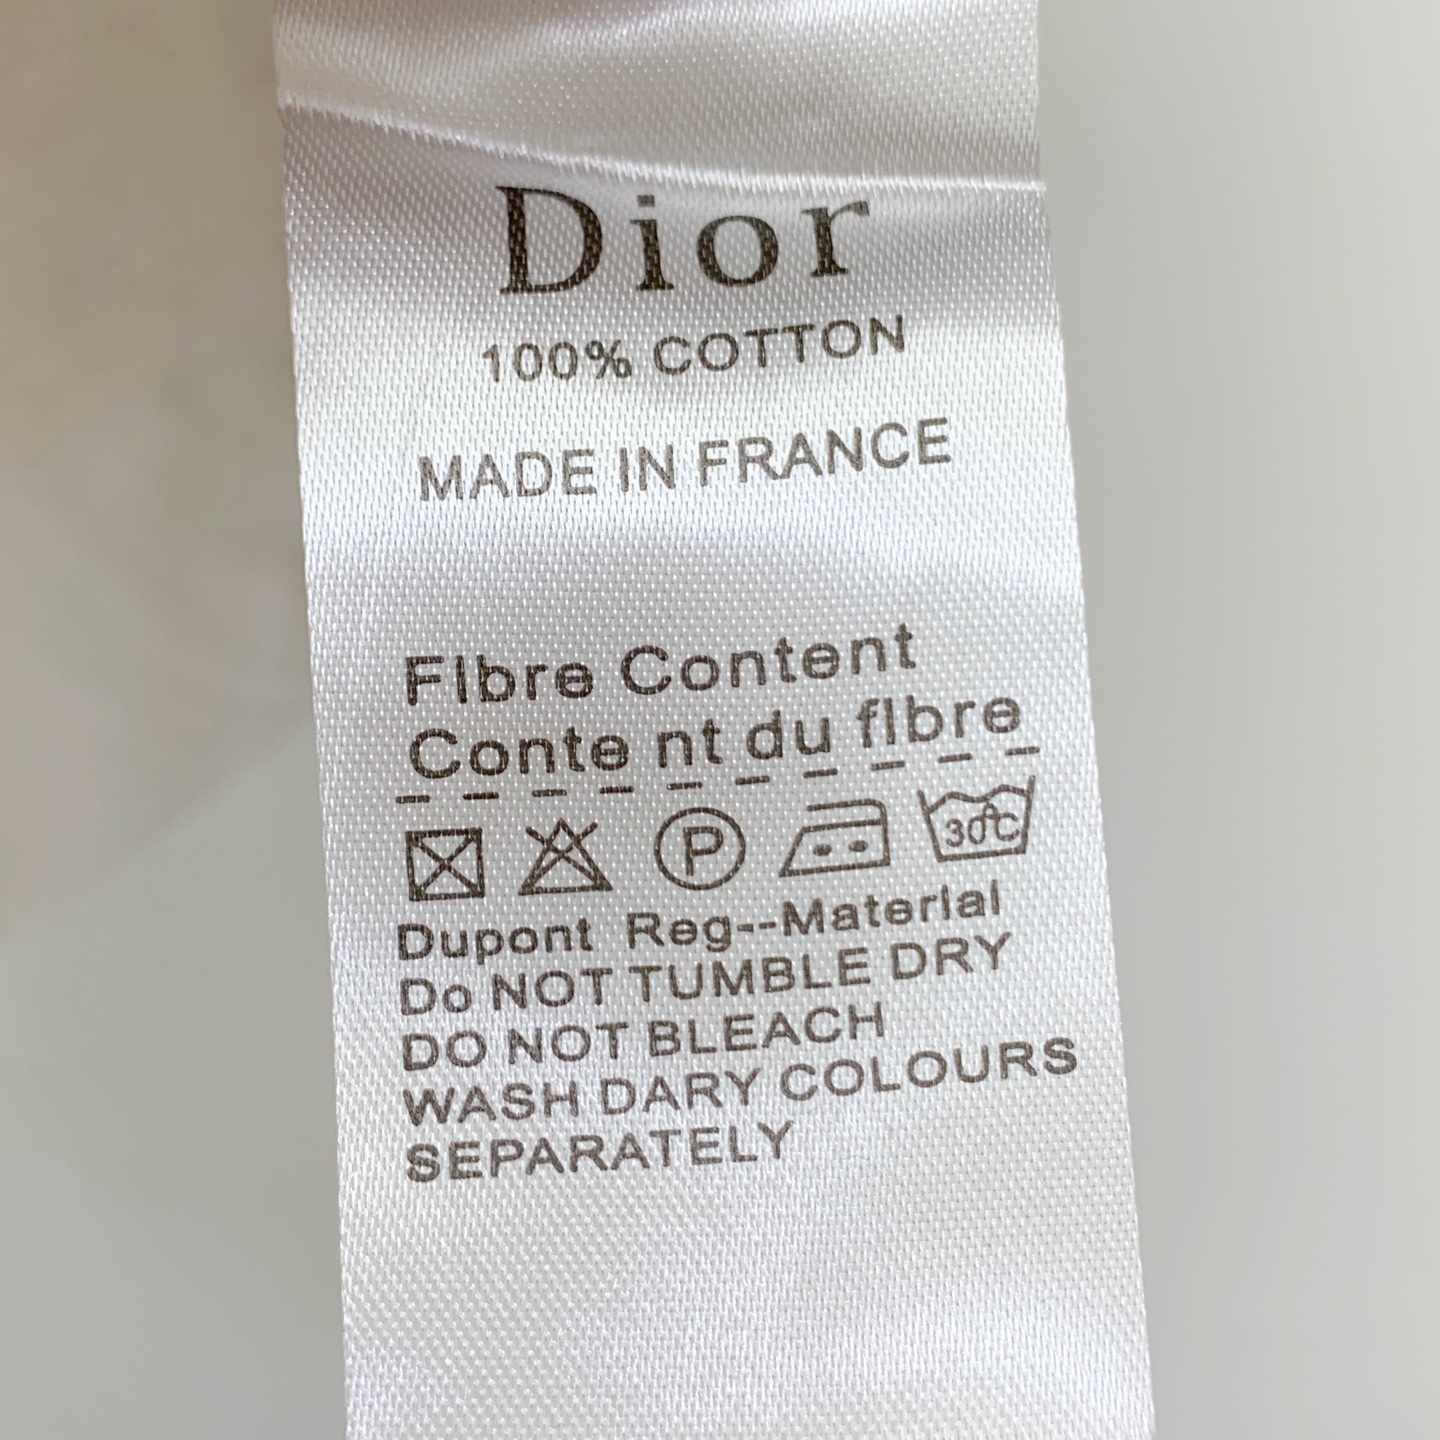 Dior
100% COTTON
MADE IN FRANCE
FIbre Content
Conte nt du fIbre
P 30°C
Dupont Reg--MaterIal
Do NOT TUMBLE DRY
DO NOT BLEACH
WASH DARY COLOURS
SEPARATELY